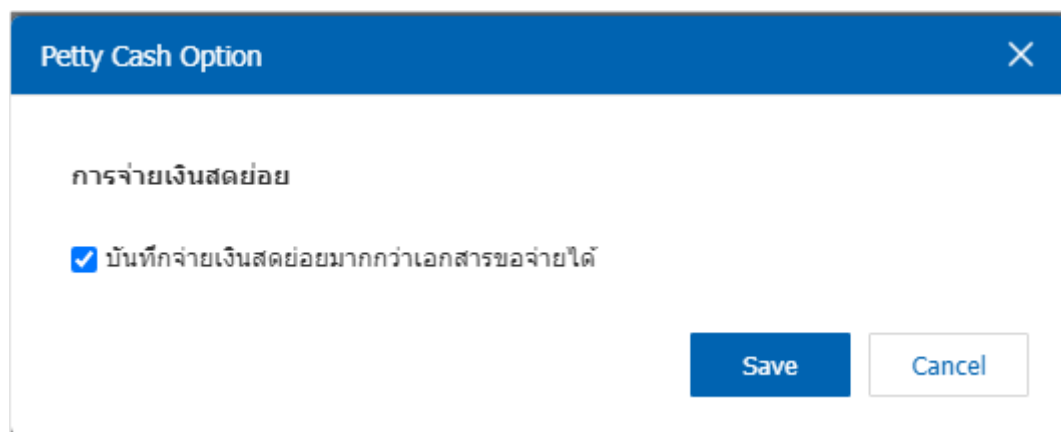 Petty Cash Option
การจ่ายเงินสดย่อย
บันทึกจ่ายเงินสดย่อยมากกว่าเอกสารขอจ่ายได้
Save Cancel